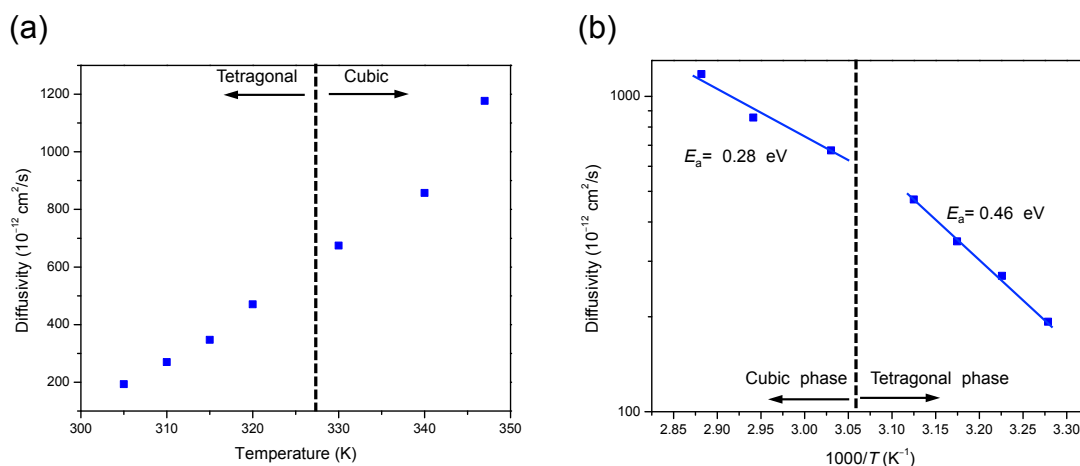 (a)
Tetragonal
Cubic
1200
1000
800
600
400
200
300
310
320
330
340
350
Diffusivity (10⁻¹² cm²/s)
Temperature (K)
(b)
1000
100
Eₐ= 0.28 eV
Eₐ= 0.46 eV
Cubic phase
Tetragonal phase
2.85
2.90
2.95
3.00
3.05
3.10
3.15
3.20
3.25
3.30
Diffusivity (10⁻¹² cm²/s)
1000/T (K⁻¹)